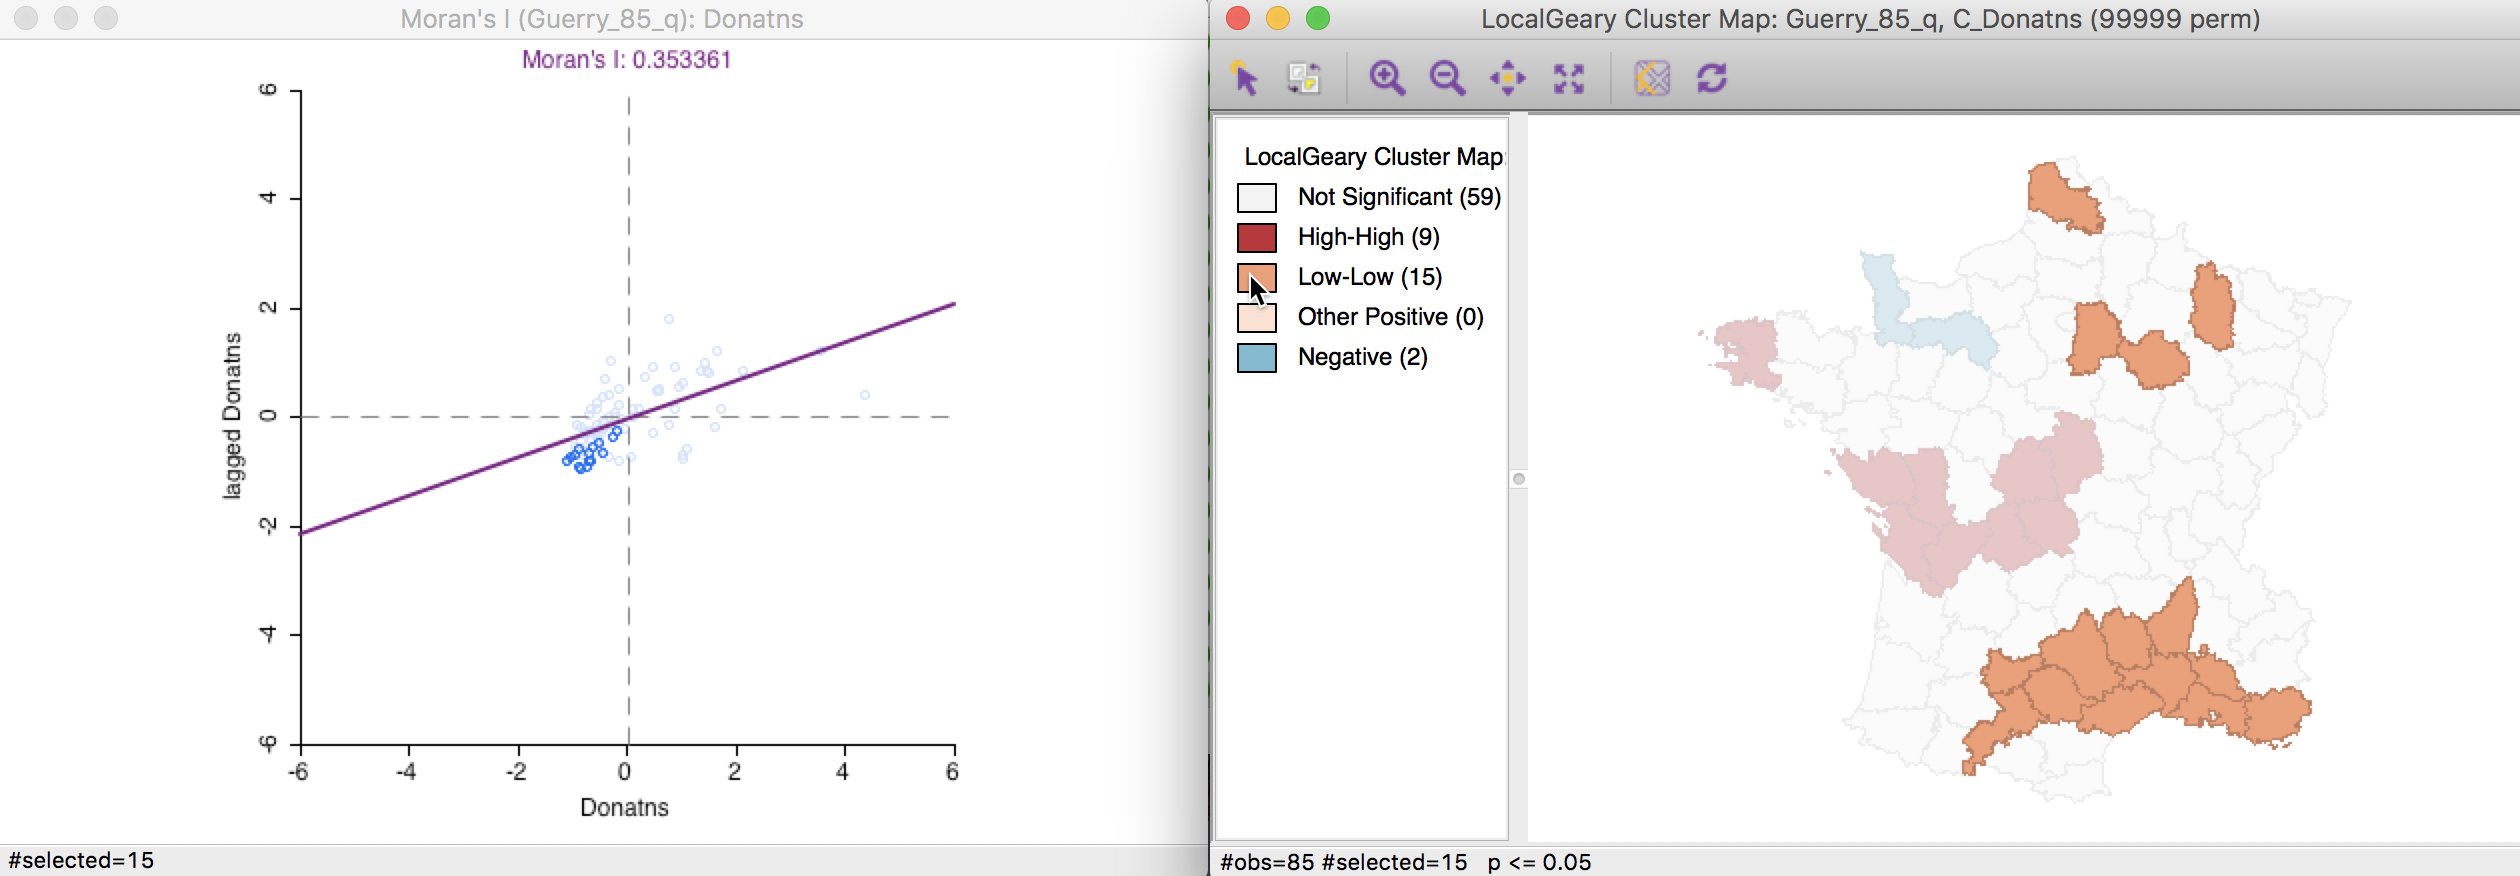 Moran's I (Guerry_85_q): Donatns
Moran's I: 0.353361
6
4
2
0
-2
-4
-6
lagged Donatns
-6 -4 -2 0 2 4 6
Donatns
#selected=15
LocalGeary Cluster Map: Guerry_85_q, C_Donatns (99999 perm)
LocalGeary Cluster Map:
Not Significant (59)
High-High (9)
Low-Low (15)
Other Positive (0)
Negative (2)
#obs=85 #selected=15 p <= 0.05